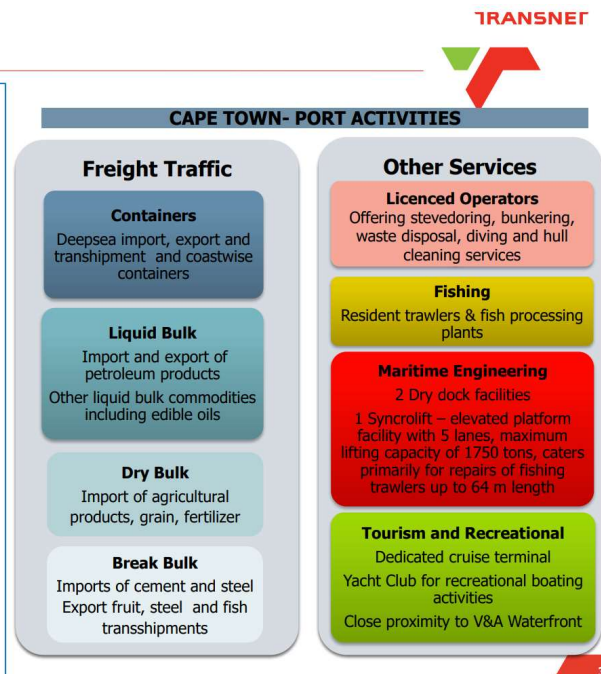 TRANSNET
CAPE TOWN- PORT ACTIVITIES
Freight Traffic
Containers
Deepsea import, export and
transhipment and coastwise
containers
Liquid Bulk
Import and export of
petroleum products
Other liquid bulk commodities
including edible oils
Dry Bulk
Import of agricultural
products, grain, fertilizer
Break Bulk
Imports of cement and steel
Export fruit, steel and fish
transshipments
Other Services
Licenced Operators
Offering stevedoring, bunkering,
waste disposal, diving and hull
cleaning services
Fishing
Resident trawlers & fish processing
plants
Maritime Engineering
2 Dry dock facilities
1 Syncrolift – elevated platform
facility with 5 lanes, maximum
lifting capacity of 1750 tons, caters
primarily for repairs of fishing
trawlers up to 64 m length
Tourism and Recreational
Dedicated cruise terminal
Yacht Club for recreational boating
activities
Close proximity to V&A Waterfront